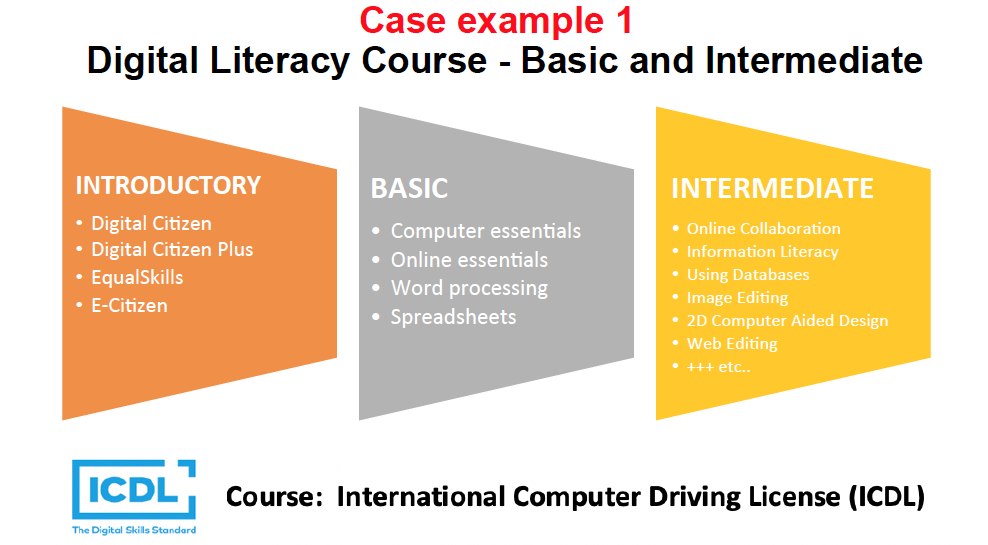 Case example 1
Digital Literacy Course - Basic and Intermediate
INTRODUCTORY
• Digital Citizen
• Digital Citizen Plus
• EqualSkills
• E-Citizen
BASIC
• Computer essentials
• Online essentials
• Word processing
• Spreadsheets
INTERMEDIATE
• Online Collaboration
• Information Literacy
• Using Databases
• Image Editing
• 2D Computer Aided Design
• Web Editing
• +++ etc..
ICDL
The Digital Skills Standard
Course: International Computer Driving License (ICDL)